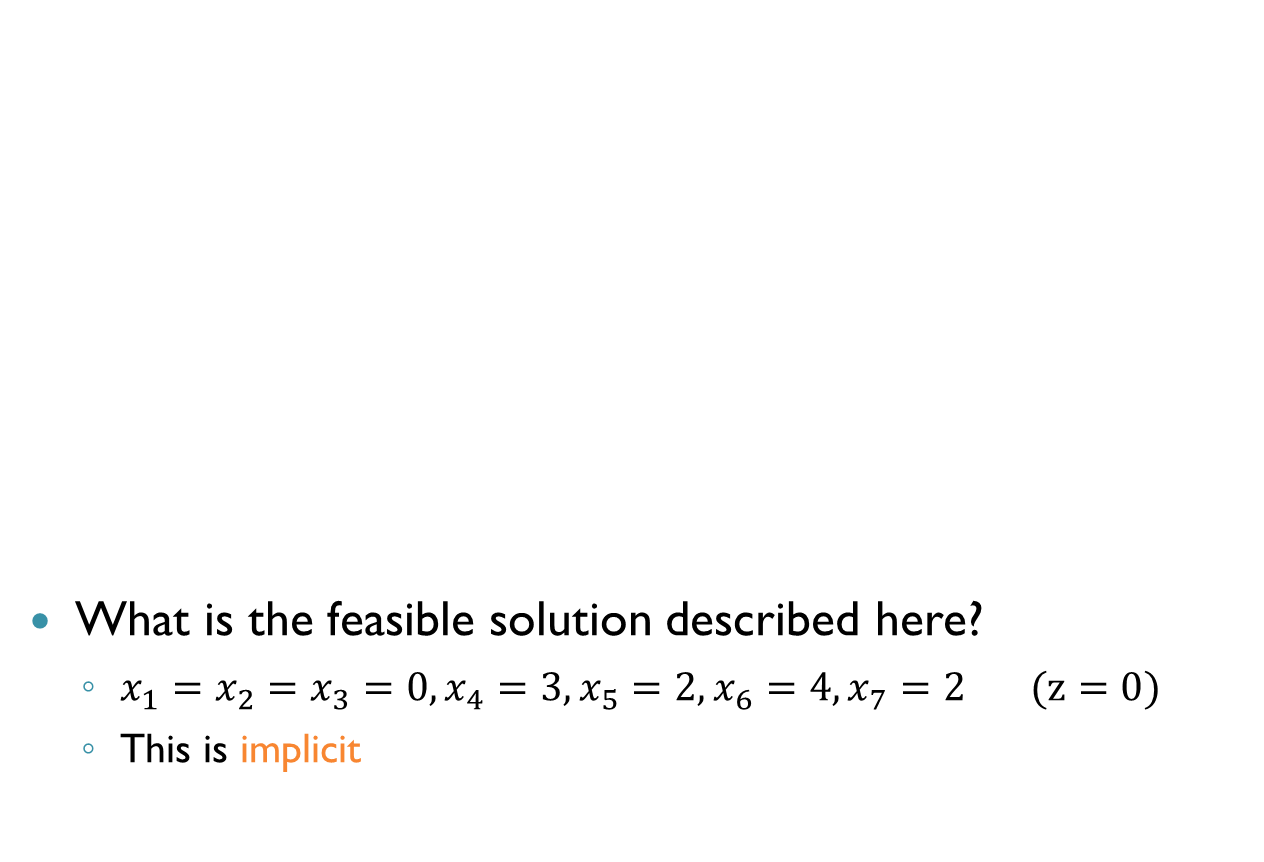 • What is the feasible solution described here?
◦ 𝑥₁ = 𝑥₂ = 𝑥₃ = 0, 𝑥₄ = 3, 𝑥₅ = 2, 𝑥₆ = 4, 𝑥₇ = 2 (z = 0)
◦ This is implicit